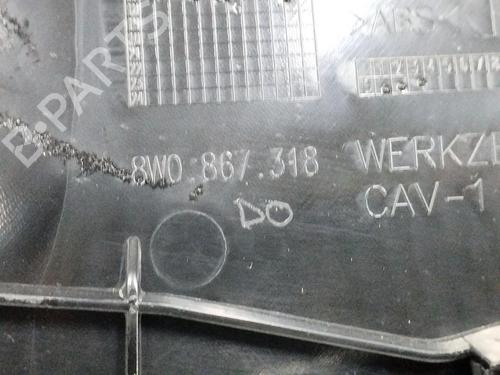 B-PARTS
>ABS<
8W0.867.318 WERKZE
DO CAV-1